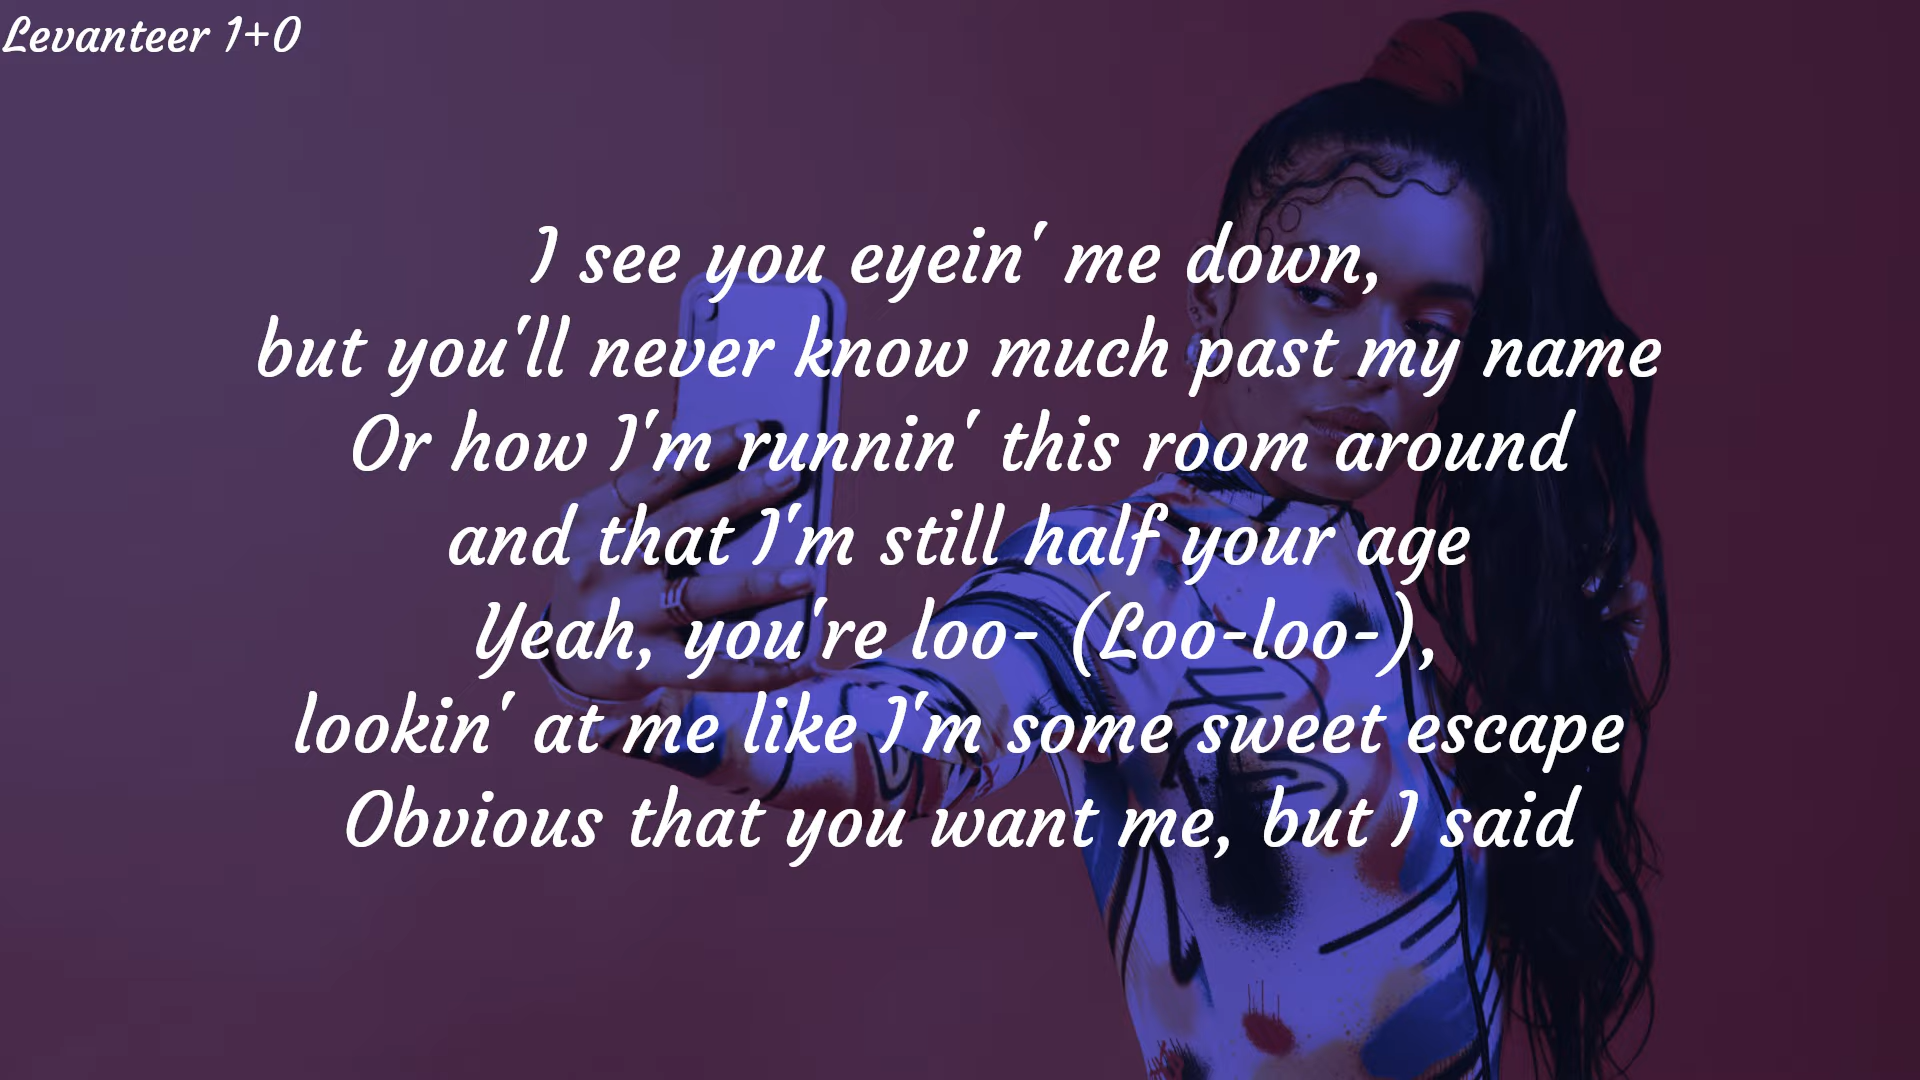 Levanteer 1+0
I see you eyein' me down,
but you'll never know much past my name
Or how I'm runnin' this room around
and that I'm still half your age
Yeah, you're loo- (Loo-loo-),
lookin' at me like I'm some sweet escape
Obvious that you want me, but I said